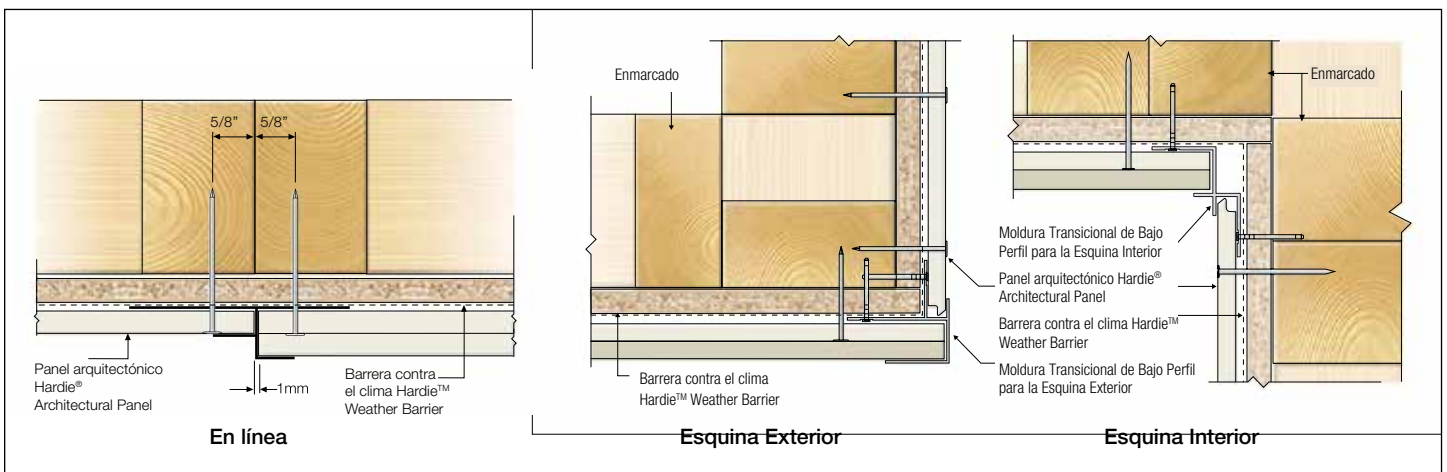 5/8” 5/8”
Panel arquitectónico
Hardie®
Architectural Panel
1mm
Barrera contra
el clima Hardie™
Weather Barrier
En línea
Enmarcado
Barrera contra el clima
Hardie™ Weather Barrier
Esquina Exterior
Enmarcado
Moldura Transicional de Bajo
Perfil para la Esquina Interior
Panel arquitectónico Hardie®
Architectural Panel
Barrera contra el clima Hardie™
Weather Barrier
Moldura Transicional de Bajo Perfil
para la Esquina Exterior
Esquina Interior